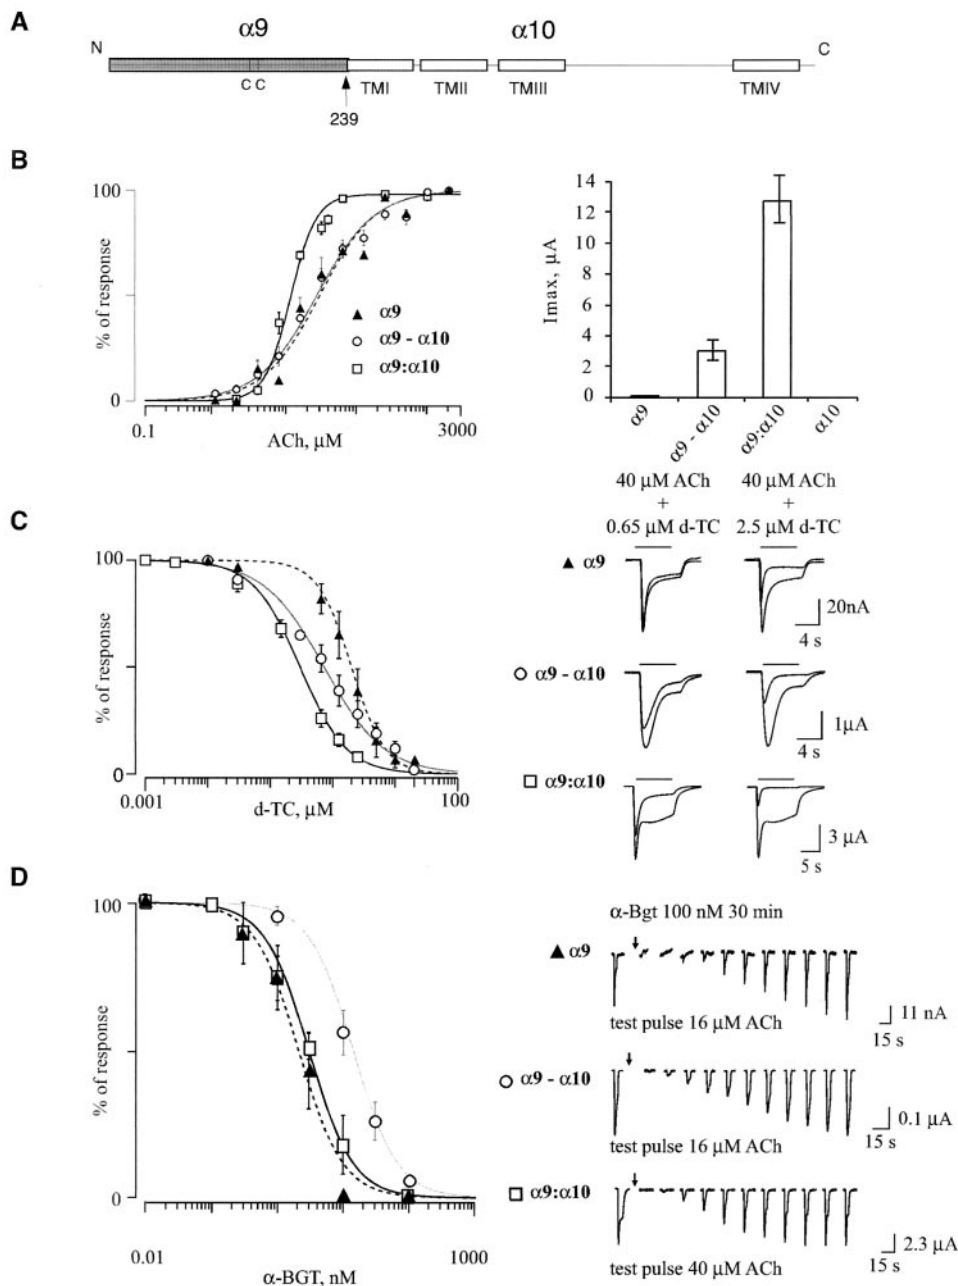 A
α9
α10
N
C
C C
TMI
TMII
TMIII
TMIV
239
B
100
% of response
0
0.1
3000
ACh, μM
α9
α9 - α10
α9:α10
14
12
10
8
6
4
2
0
Imax, μA
α9
α9 - α10
α9:α10
α10
C
100
% of response
0
0.001
100
d-TC, μM
40 μM ACh
+
0.65 μM d-TC
40 μM ACh
+
2.5 μM d-TC
α9
20nA
4 s
α9 - α10
1μA
4 s
α9:α10
3 μA
5 s
D
100
% of response
0
0.01
1000
α-BGT, nM
α-Bgt 100 nM 30 min
α9
11 nA
15 s
test pulse 16 μM ACh
α9 - α10
0.1 μA
15 s
test pulse 16 μM ACh
α9:α10
2.3 μA
15 s
test pulse 40 μM ACh